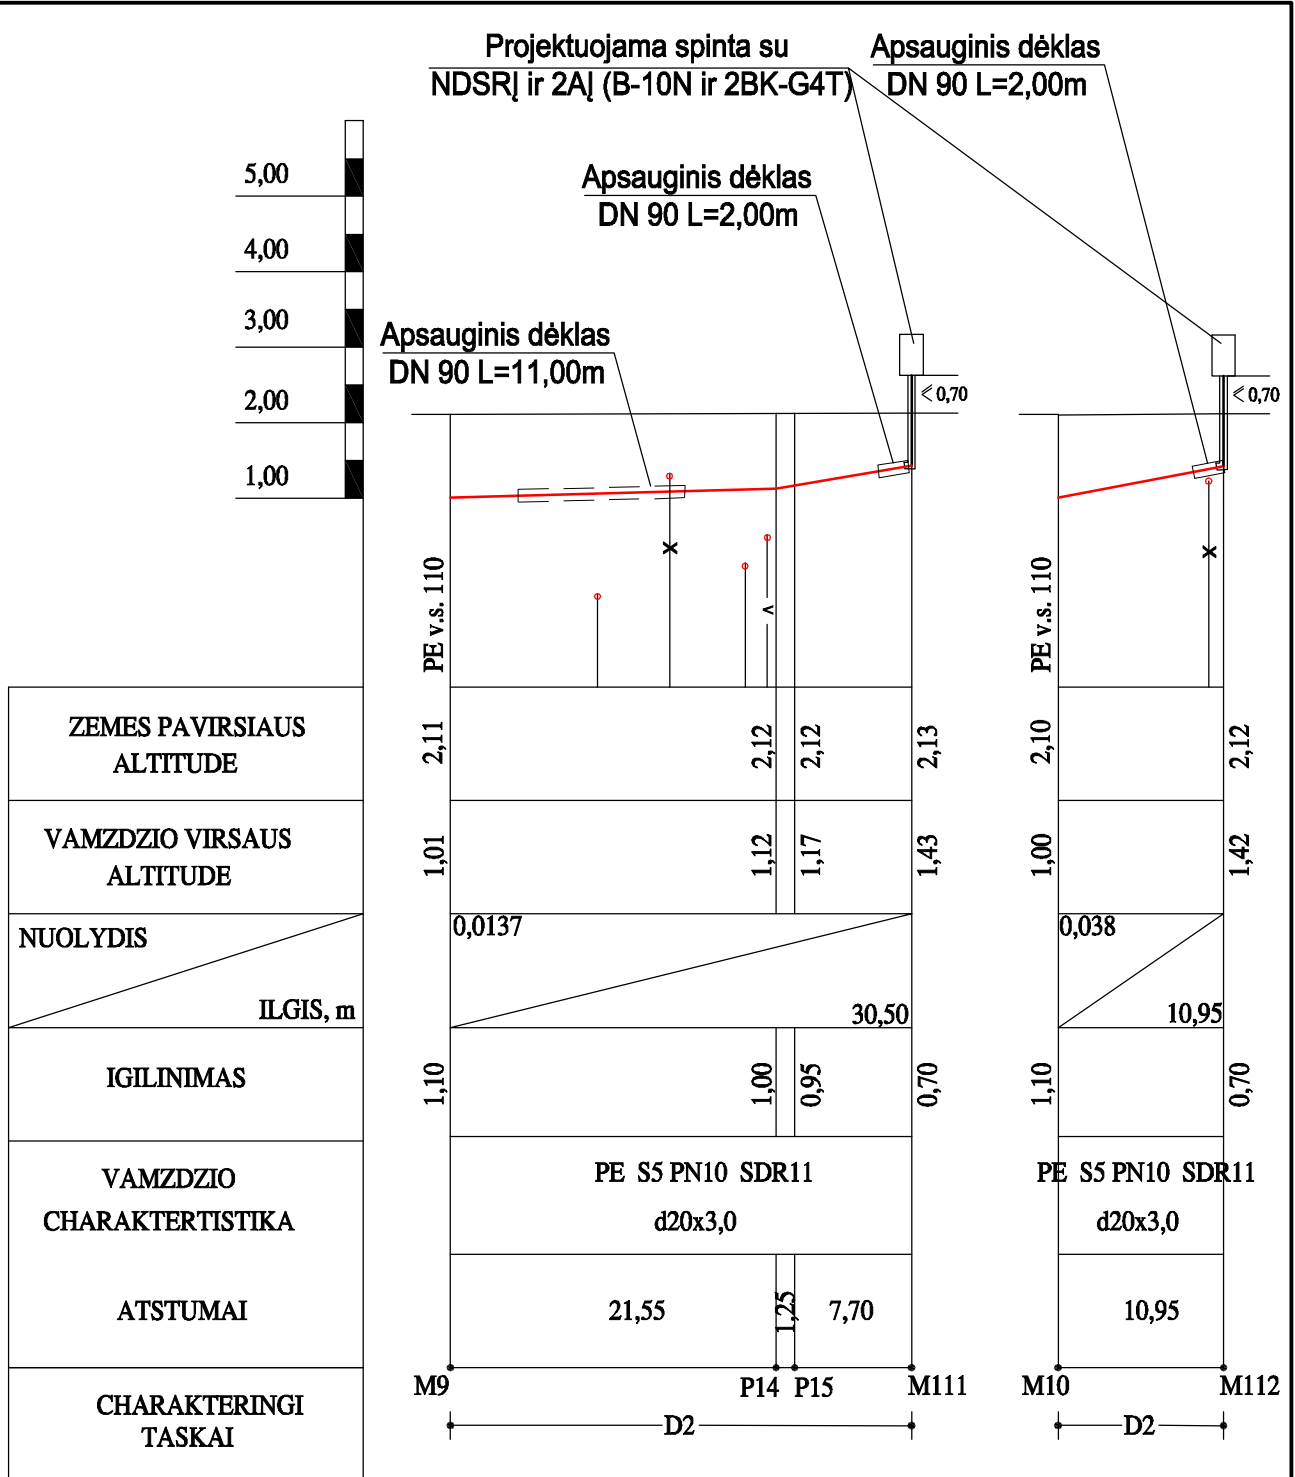 Projektuojama spinta su
NDSRĮ ir 2AĮ (B-10N ir 2BK-G4T)
Apsauginis dėklas
DN 90 L=2,00m
Apsauginis dėklas
DN 90 L=2,00m
Apsauginis dėklas
DN 90 L=11,00m
5,00
4,00
3,00
2,00
1,00
< 0,70
< 0,70
PE v.s. 110
PE v.s. 110
ZEMES PAVIRSIAUS
ALTITUDE
2,11
2,12
2,12
2,13
2,10
2,12
VAMZDZIO VIRSAUS
ALTITUDE
1,01
1,12
1,17
1,43
1,00
1,42
NUOLYDIS
ILGIS, m
0,0137
30,50
0,038
10,95
IGILINIMAS
1,10
1,00
0,95
0,70
1,10
0,70
VAMZDZIO
CHARAKTERTISTIKA
PE S5 PN10 SDR11
d20x3,0
PE S5 PN10 SDR11
d20x3,0
ATSTUMAI
21,55
1,25
7,70
10,95
CHARAKTERINGI
TASKAI
M9
P14
P15
M111
M10
M112
D2
D2